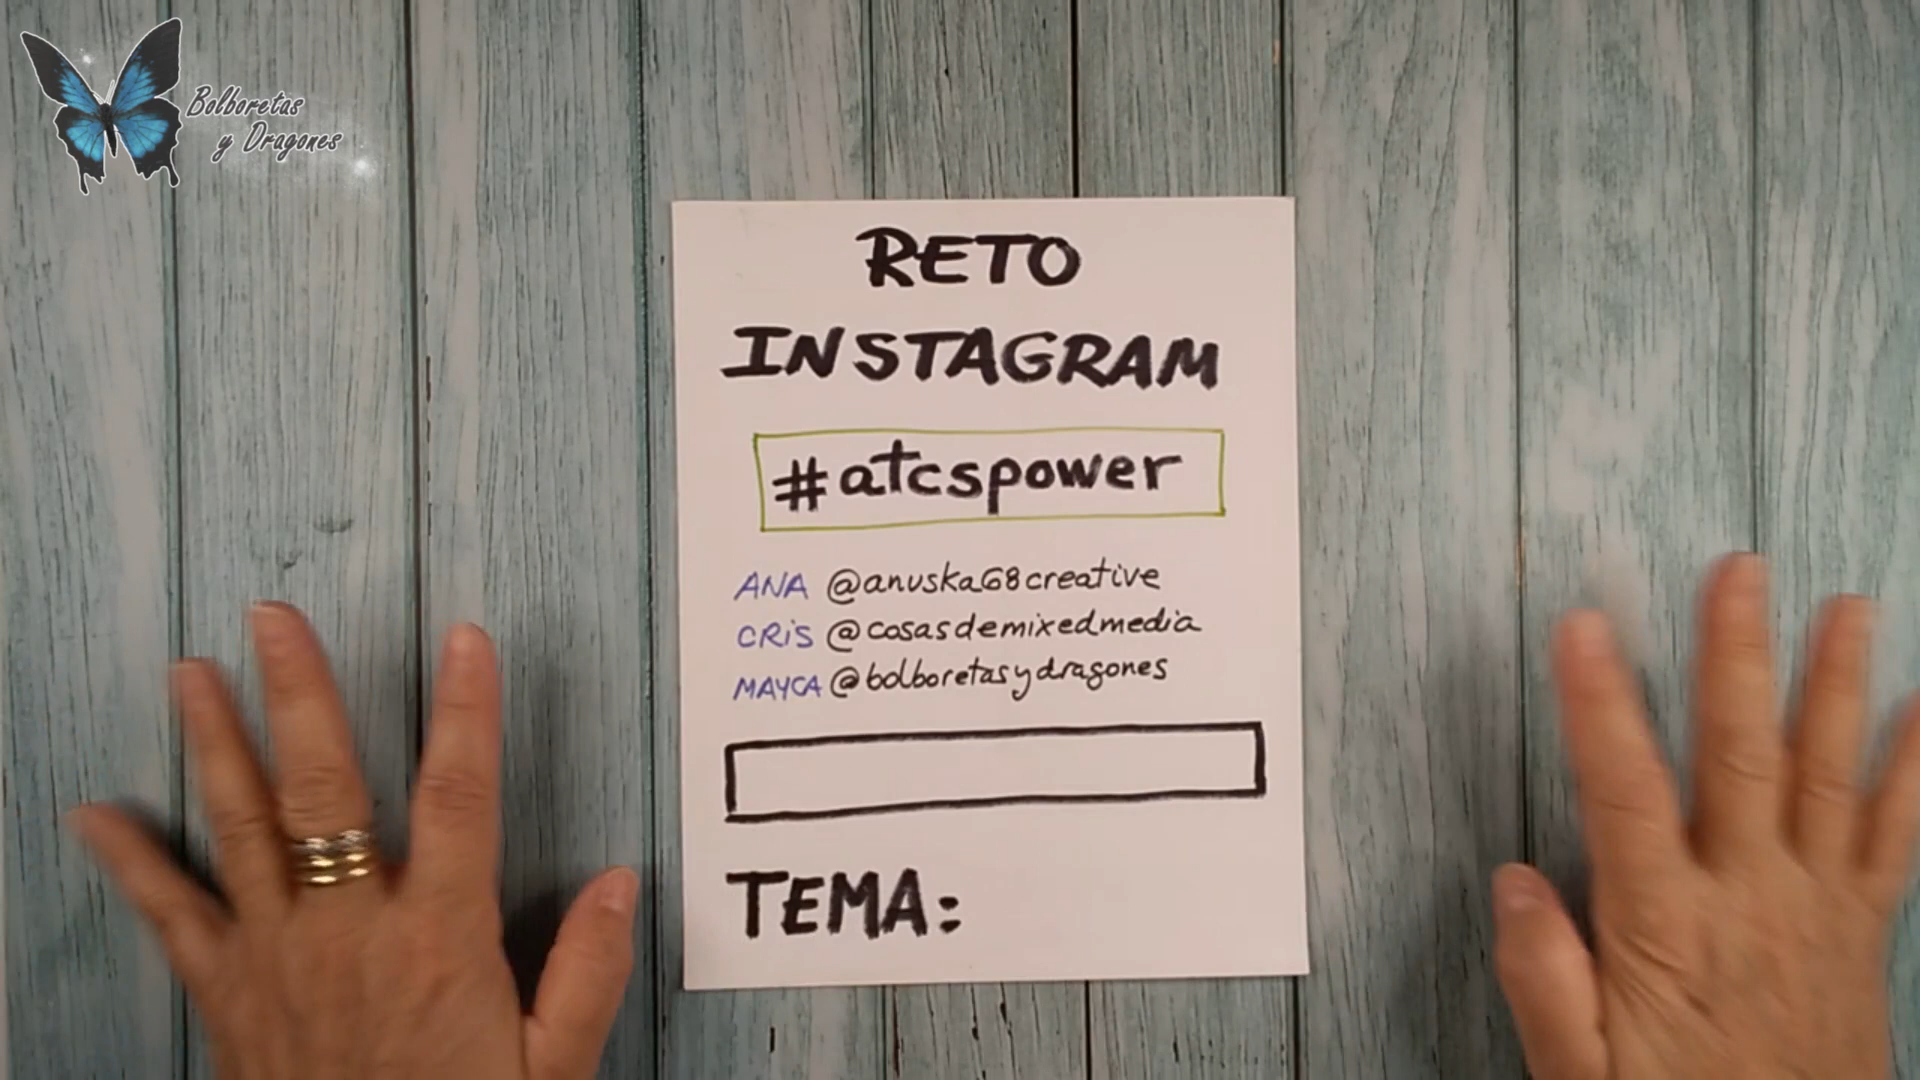 Bolboretas
y Dragones
RETO
INSTAGRAM
#atcspower
ANA @anuska68creative
CRiS @cosasdemixedmedia
MAYCA @bolboretasydragones
TEMA: